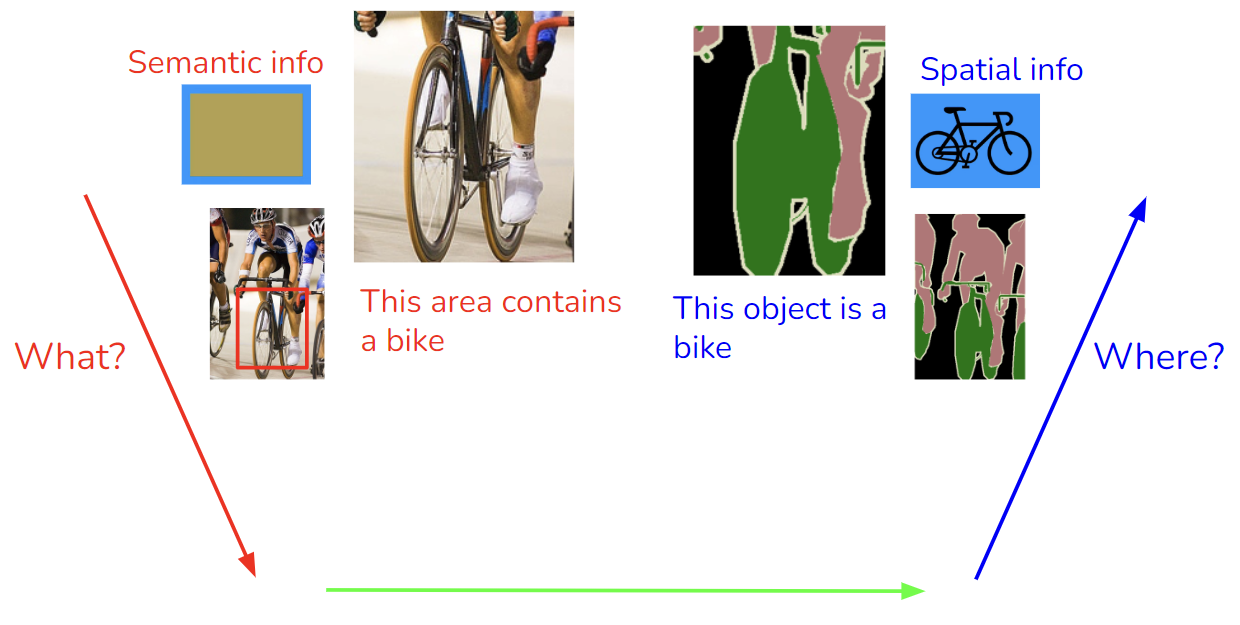 Semantic info
This area contains
a bike
What?
Spatial info
This object is a
bike
Where?